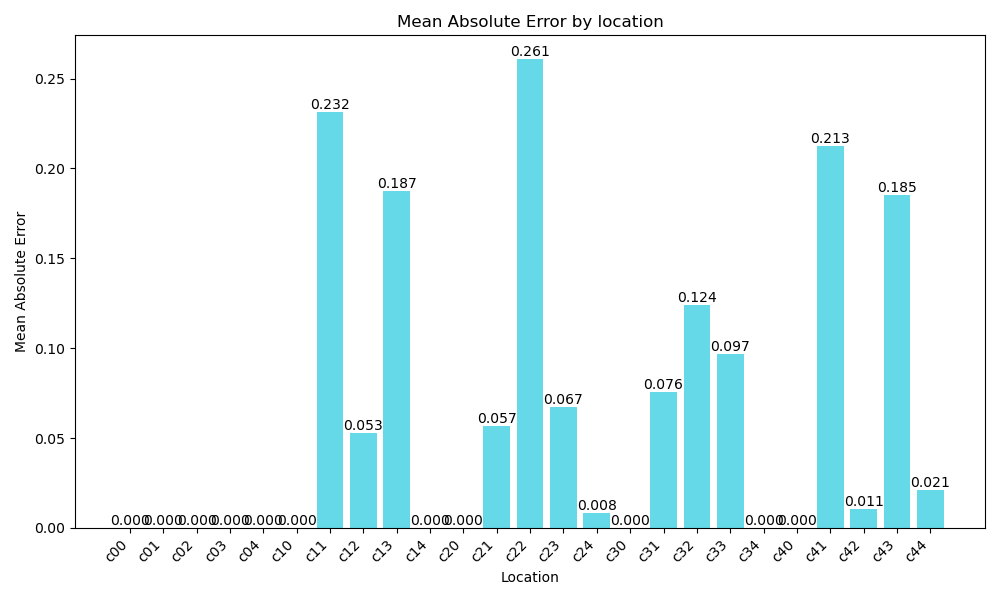 Mean Absolute Error by location
Mean Absolute Error
0.25
0.20
0.15
0.10
0.05
0.00
0.000 0.000 0.000 0.000 0.000 0.000 0.232 0.053 0.187 0.000 0.000 0.057 0.261 0.067 0.008 0.000 0.076 0.124 0.097 0.000 0.000 0.213 0.011 0.185 0.021
c00 c01 c02 c03 c04 c10 c11 c12 c13 c14 c20 c21 c22 c23 c24 c30 c31 c32 c33 c34 c40 c41 c42 c43 c44
Location